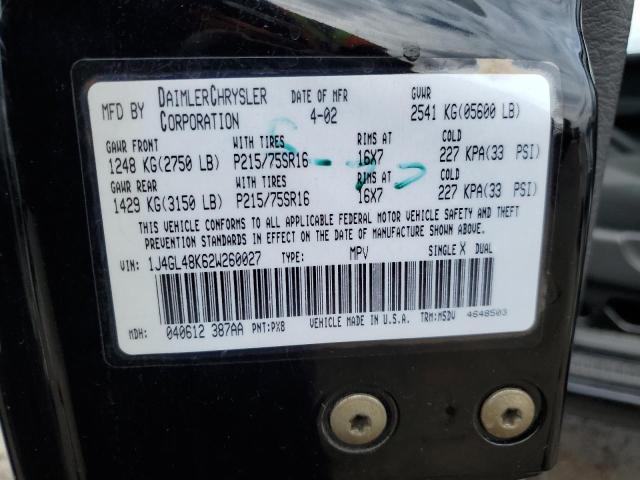 MFD BY DAIMLERCHRYSLER CORPORATION DATE OF MFR 4-02 GVWR 2541 KG(05600 LB)
GAWR FRONT WITH TIRES RIMS AT COLD
1248 KG(2750 LB) P215/75SR16 16X7 227 KPA(33 PSI)
GAWR REAR WITH TIRES RIMS AT COLD
1429 KG(3150 LB) P215/75SR16 16X7 227 KPA(33 PSI)
THIS VEHICLE CONFORMS TO ALL APPLICABLE FEDERAL MOTOR VEHICLE SAFETY AND THEFT
PREVENTION STANDARDS IN EFFECT ON THE DATE OF MANUFACTURE SHOWN ABOVE.
VIN: 1J4GL48K62W260027 TYPE: MPV SINGLE X DUAL
MDH: 040612 387AA PNT:PX8 VEHICLE MADE IN U.S.A. TRM:MSDV 4648503